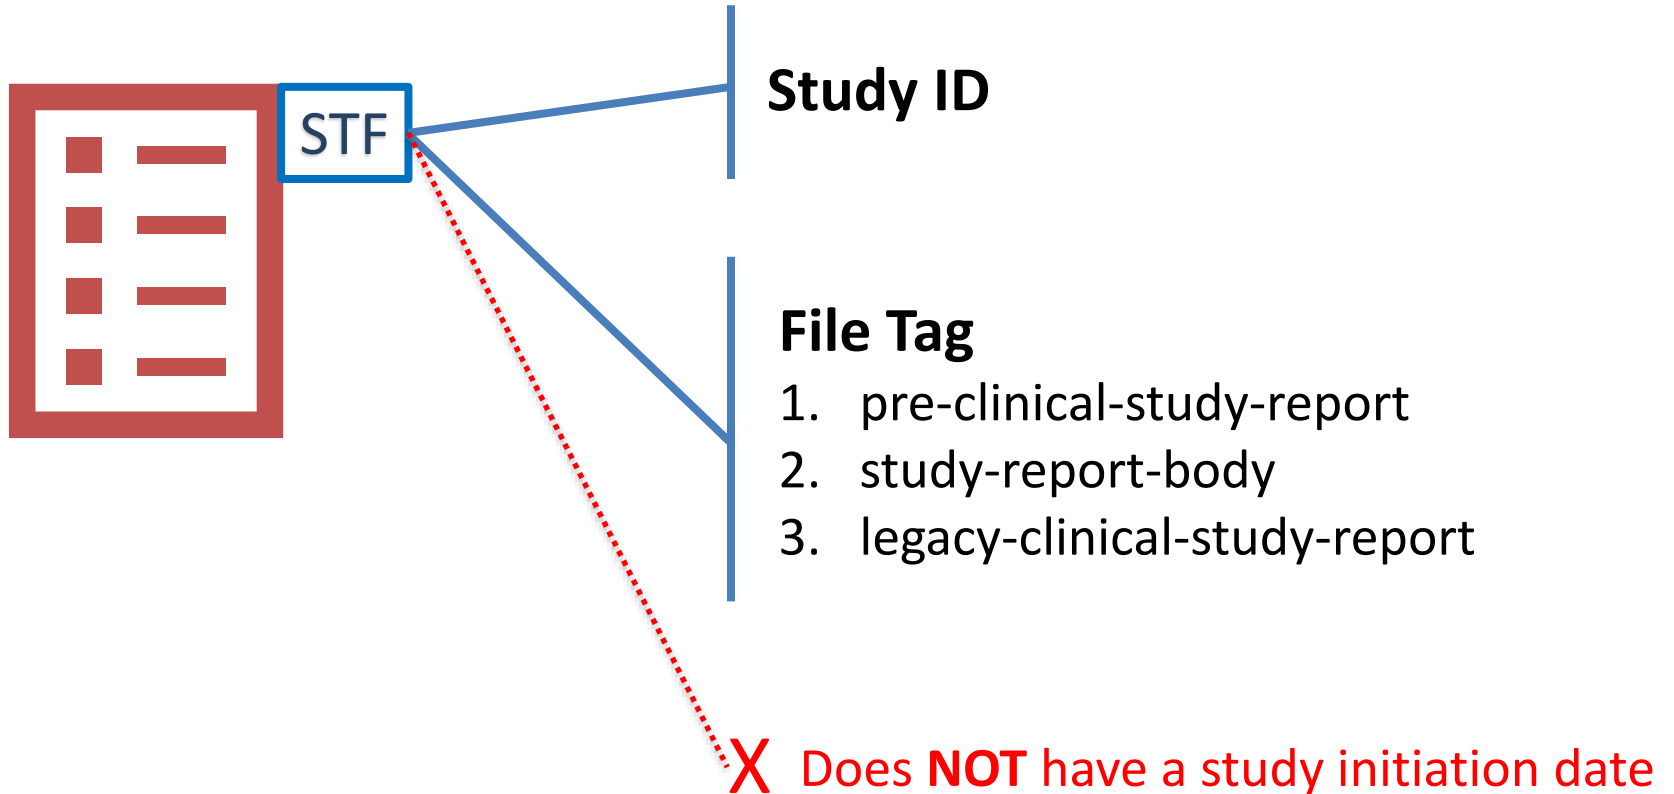 STF
Study ID
File Tag
1. pre-clinical-study-report
2. study-report-body
3. legacy-clinical-study-report
X Does NOT have a study initiation date